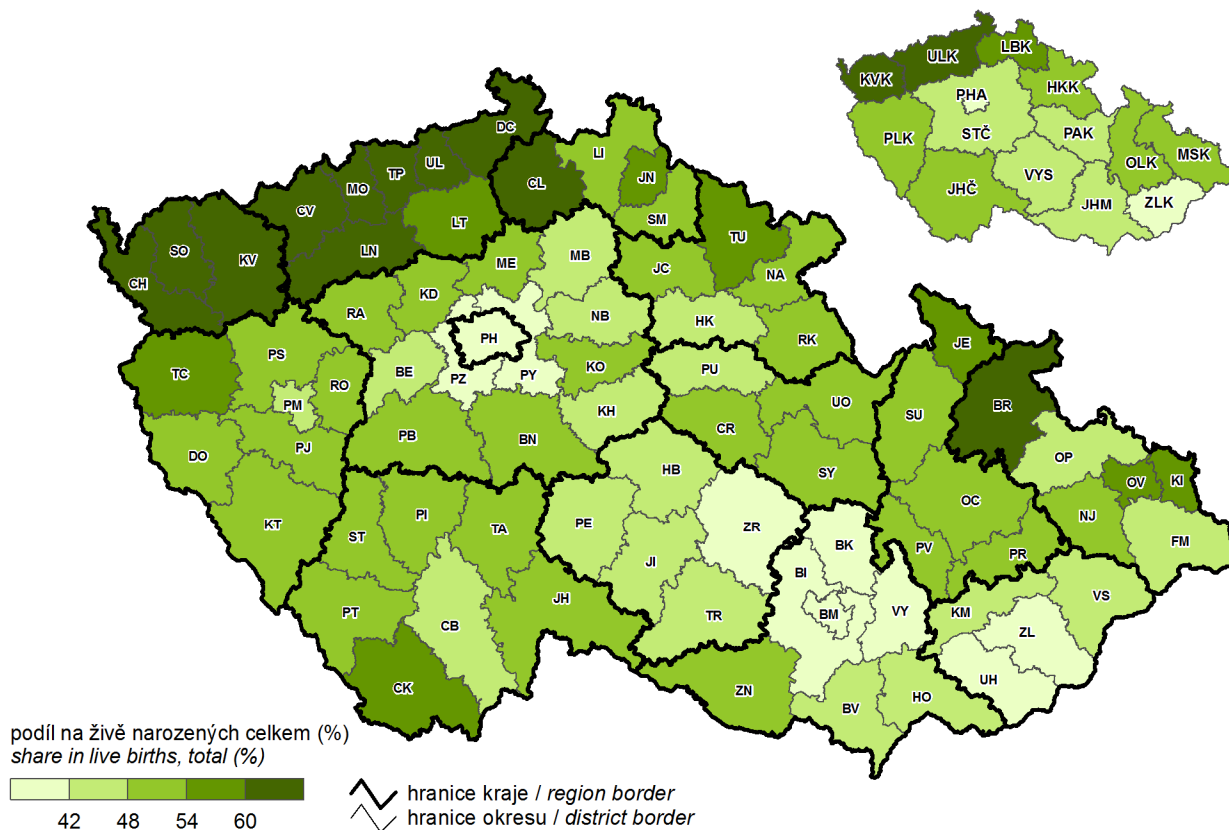 LBK
ULK
KVK
HKK
PHA
PLK
STČ
PAK
OLK
MSK
VYS
JHČ
JHM
ZLK
DC
UL
TP
MO
LI
JN
CL
CV
LT
SM
SO
KV
LN
CH
TU
ME
MB
JC
NA
KD
RA
NB
HK
RK
PH
PS
TC
RO
BE
PZ
PY
KO
PU
JE
PM
KH
UO
SU
BR
PB
BN
CR
DO
PJ
SY
OP
HB
OV
KI
KT
ST
PI
TA
PE
ZR
OC
NJ
FM
JI
BK
PV
PR
BI
VS
PT
JH
CB
TR
BM
VY
KM
ZL
UH
CK
ZN
BV
HO
podíl na živě narozených celkem (%)
share in live births, total (%)
42 48 54 60
hranice kraje / region border
hranice okresu / district border